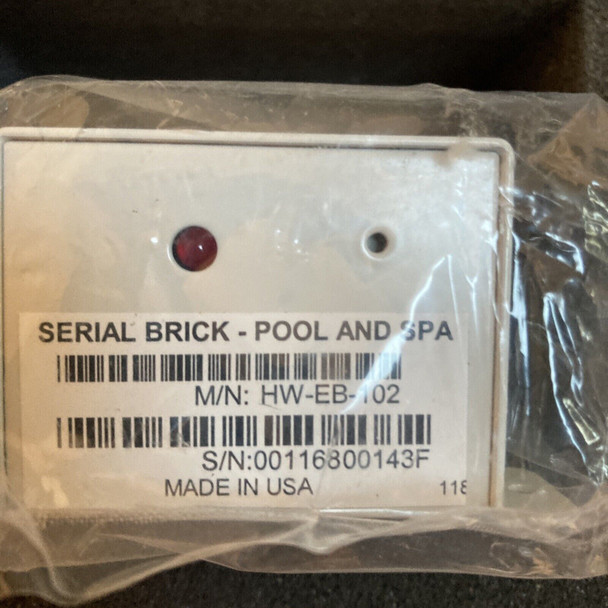 SERIAL BRICK - POOL AND SPA
M/N: HW-EB-102
S/N:00116800143F
MADE IN USA 118